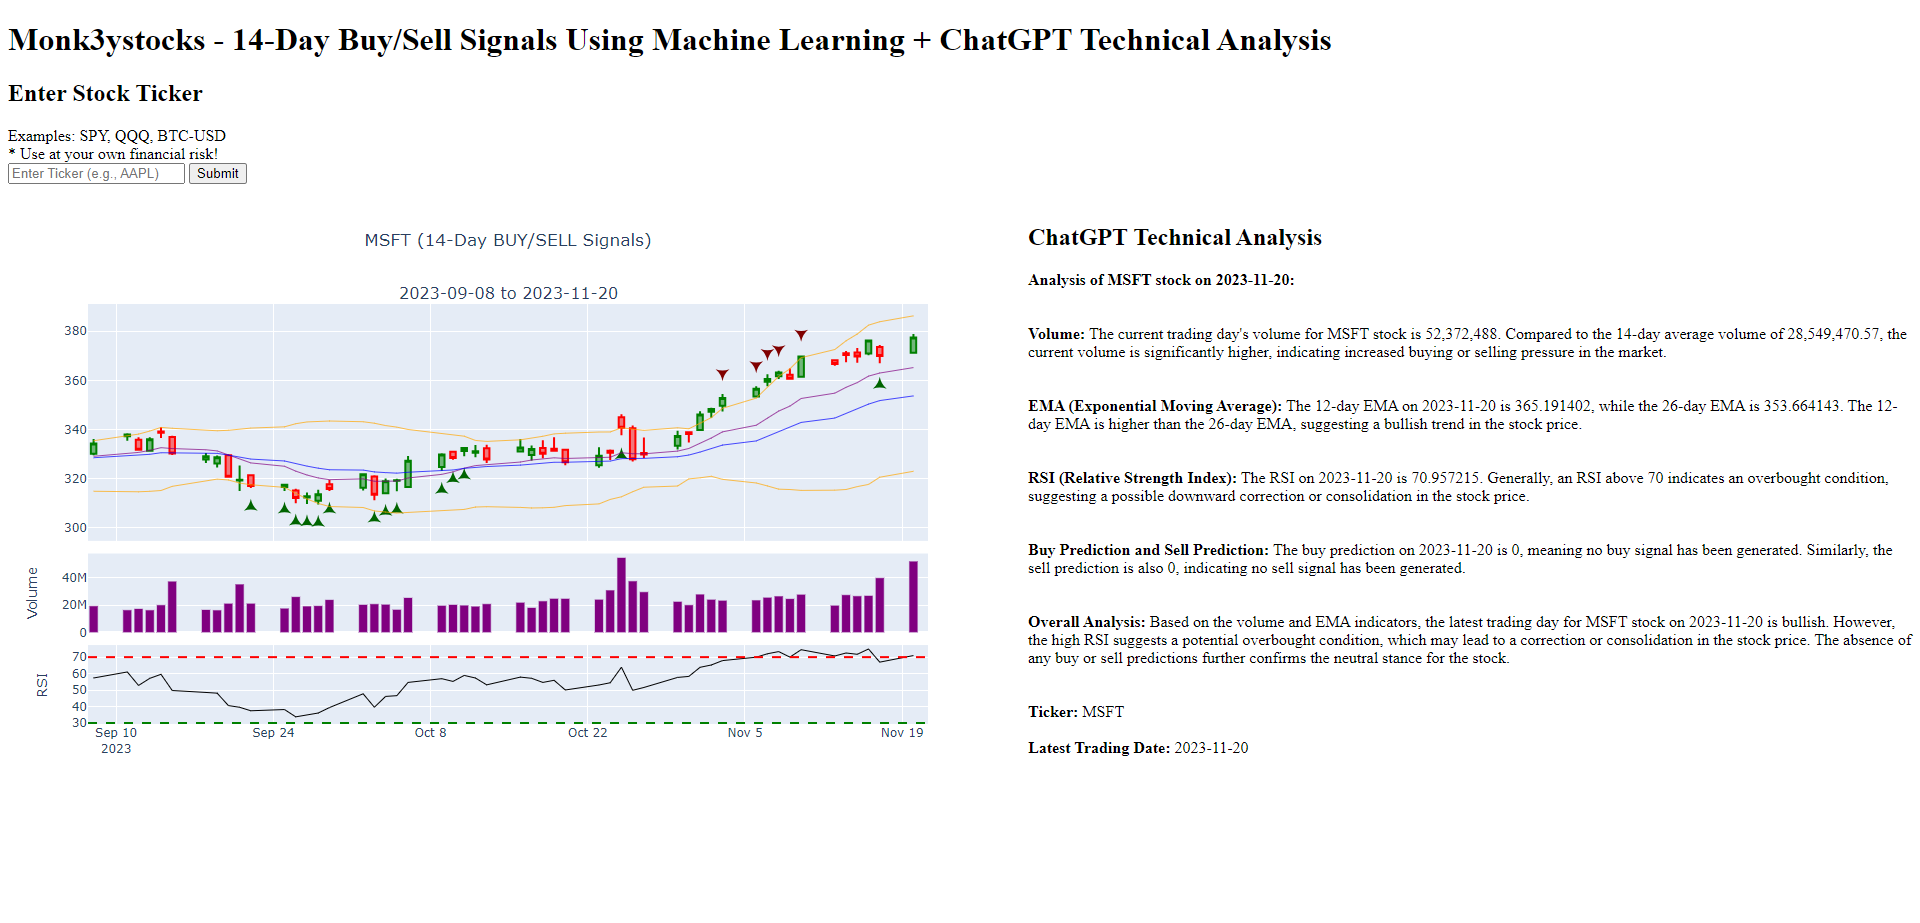 Monk3ystocks - 14-Day Buy/Sell Signals Using Machine Learning + ChatGPT Technical Analysis
Enter Stock Ticker
Examples: SPY, QQQ, BTC-USD
* Use at your own financial risk!
Enter Ticker (e.g., AAPL) Submit
MSFT (14-Day BUY/SELL Signals)
2023-09-08 to 2023-11-20
380
360
340
320
300
Volume
40M
20M
0
RSI
70
60
50
40
30
Sep 10 Sep 24 Oct 8 Oct 22 Nov 5 Nov 19
2023
ChatGPT Technical Analysis
Analysis of MSFT stock on 2023-11-20:
Volume: The current trading day's volume for MSFT stock is 52,372,488. Compared to the 14-day average volume of 28,549,470.57, the
current volume is significantly higher, indicating increased buying or selling pressure in the market.
EMA (Exponential Moving Average): The 12-day EMA on 2023-11-20 is 365.191402, while the 26-day EMA is 353.664143. The 12-
day EMA is higher than the 26-day EMA, suggesting a bullish trend in the stock price.
RSI (Relative Strength Index): The RSI on 2023-11-20 is 70.957215. Generally, an RSI above 70 indicates an overbought condition,
suggesting a possible downward correction or consolidation in the stock price.
Buy Prediction and Sell Prediction: The buy prediction on 2023-11-20 is 0, meaning no buy signal has been generated. Similarly, the
sell prediction is also 0, indicating no sell signal has been generated.
Overall Analysis: Based on the volume and EMA indicators, the latest trading day for MSFT stock on 2023-11-20 is bullish. However,
the high RSI suggests a potential overbought condition, which may lead to a correction or consolidation in the stock price. The absence of
any buy or sell predictions further confirms the neutral stance for the stock.
Ticker: MSFT
Latest Trading Date: 2023-11-20